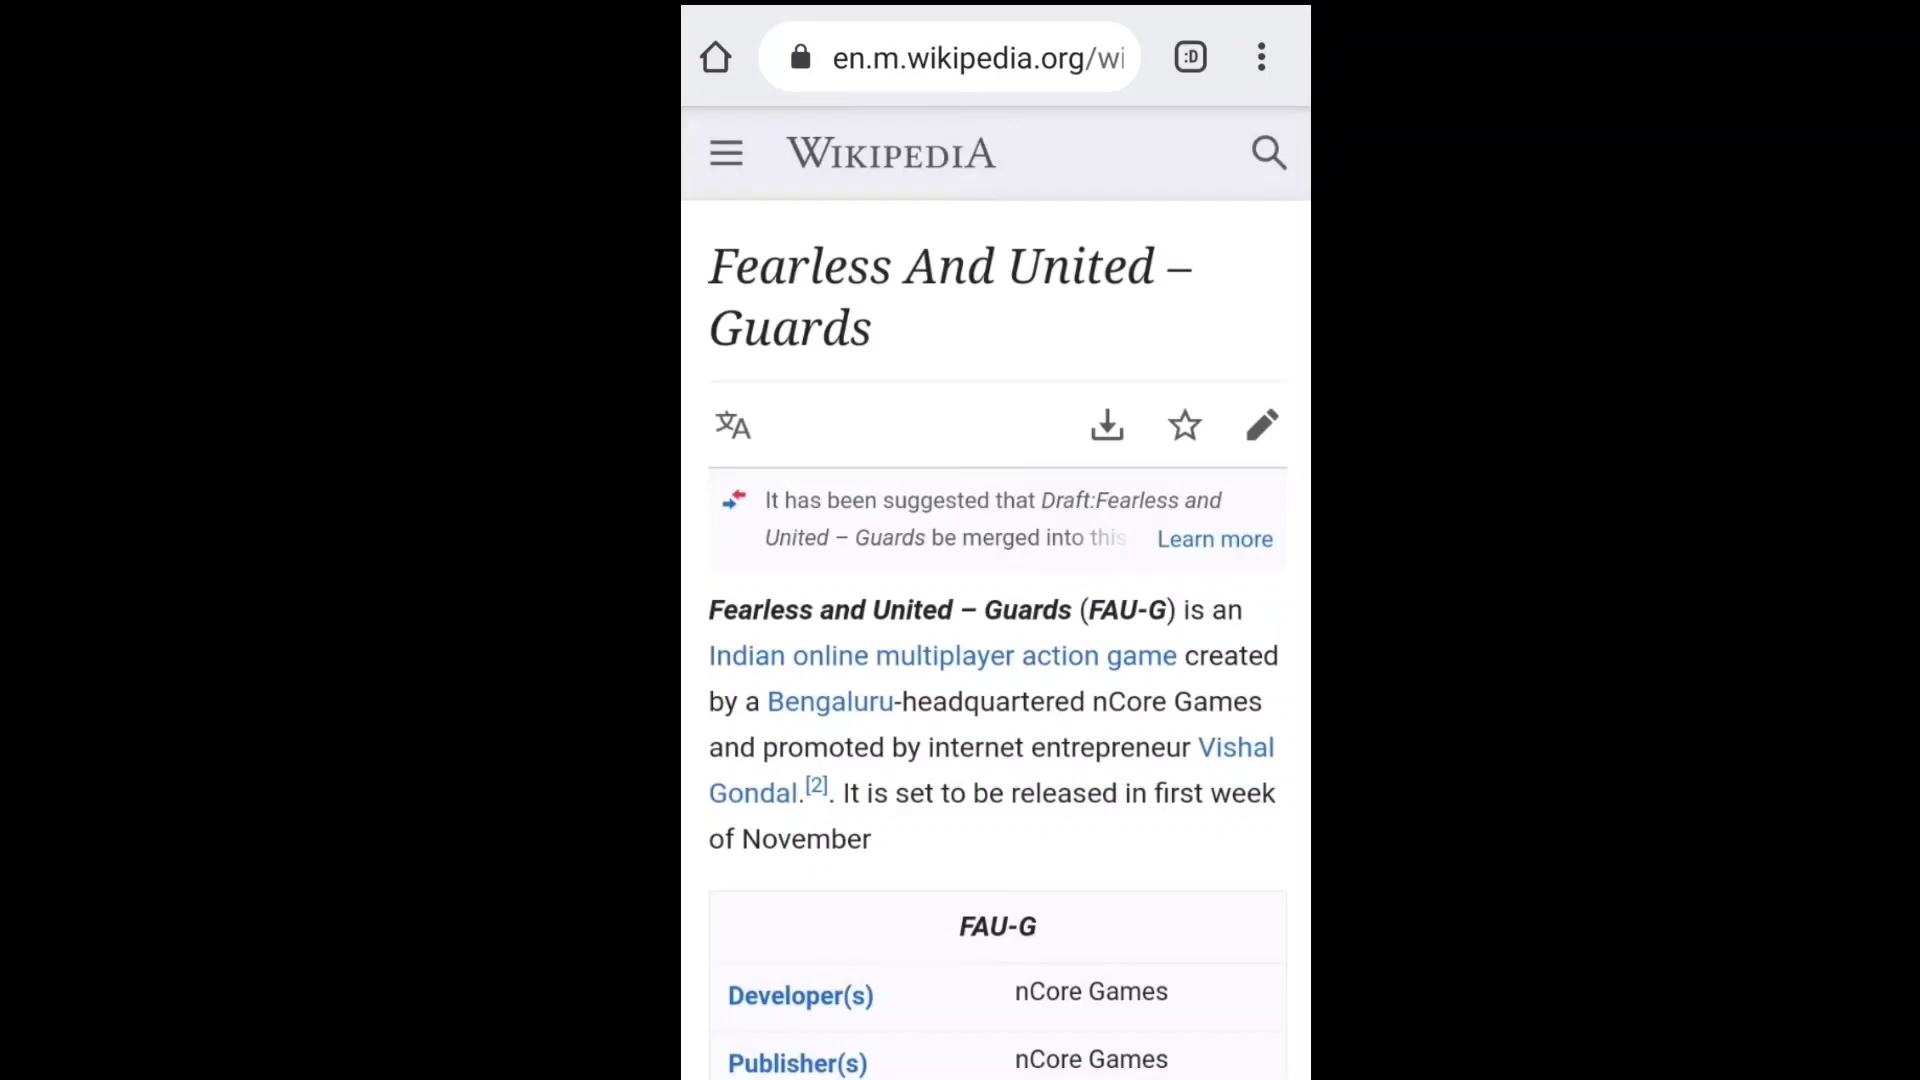 :D
en.m.wikipedia.org/wi
WIKIPEDIA
Fearless And United –
Guards
文A
It has been suggested that Draft:Fearless and
United – Guards be merged into this Learn more
Fearless and United – Guards (FAU-G) is an
Indian online multiplayer action game created
by a Bengaluru-headquartered nCore Games
and promoted by internet entrepreneur Vishal
Gondal.[2]. It is set to be released in first week
of November
FAU-G
Developer(s) nCore Games
Publisher(s) nCore Games